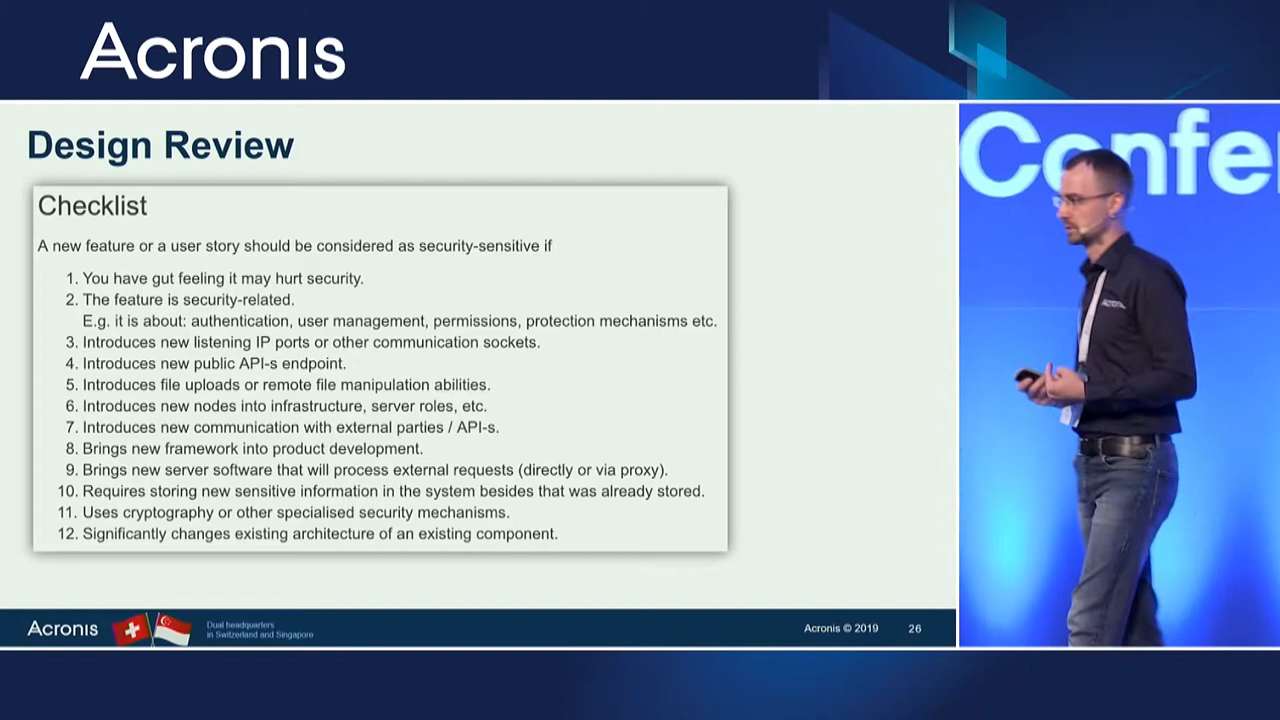 Acronis
Design Review
Checklist
A new feature or a user story should be considered as security-sensitive if
1. You have gut feeling it may hurt security.
2. The feature is security-related.
E.g. it is about: authentication, user management, permissions, protection mechanisms etc.
3. Introduces new listening IP ports or other communication sockets.
4. Introduces new public API-s endpoint.
5. Introduces file uploads or remote file manipulation abilities.
6. Introduces new nodes into infrastructure, server roles, etc.
7. Introduces new communication with external parties / API-s.
8. Brings new framework into product development.
9. Brings new server software that will process external requests (directly or via proxy).
10. Requires storing new sensitive information in the system besides that was already stored.
11. Uses cryptography or other specialised security mechanisms.
12. Significantly changes existing architecture of an existing component.
Acronis
Dual headquarters
in Switzerland and Singapore
Acronis © 2019
26
Confe
Acronis